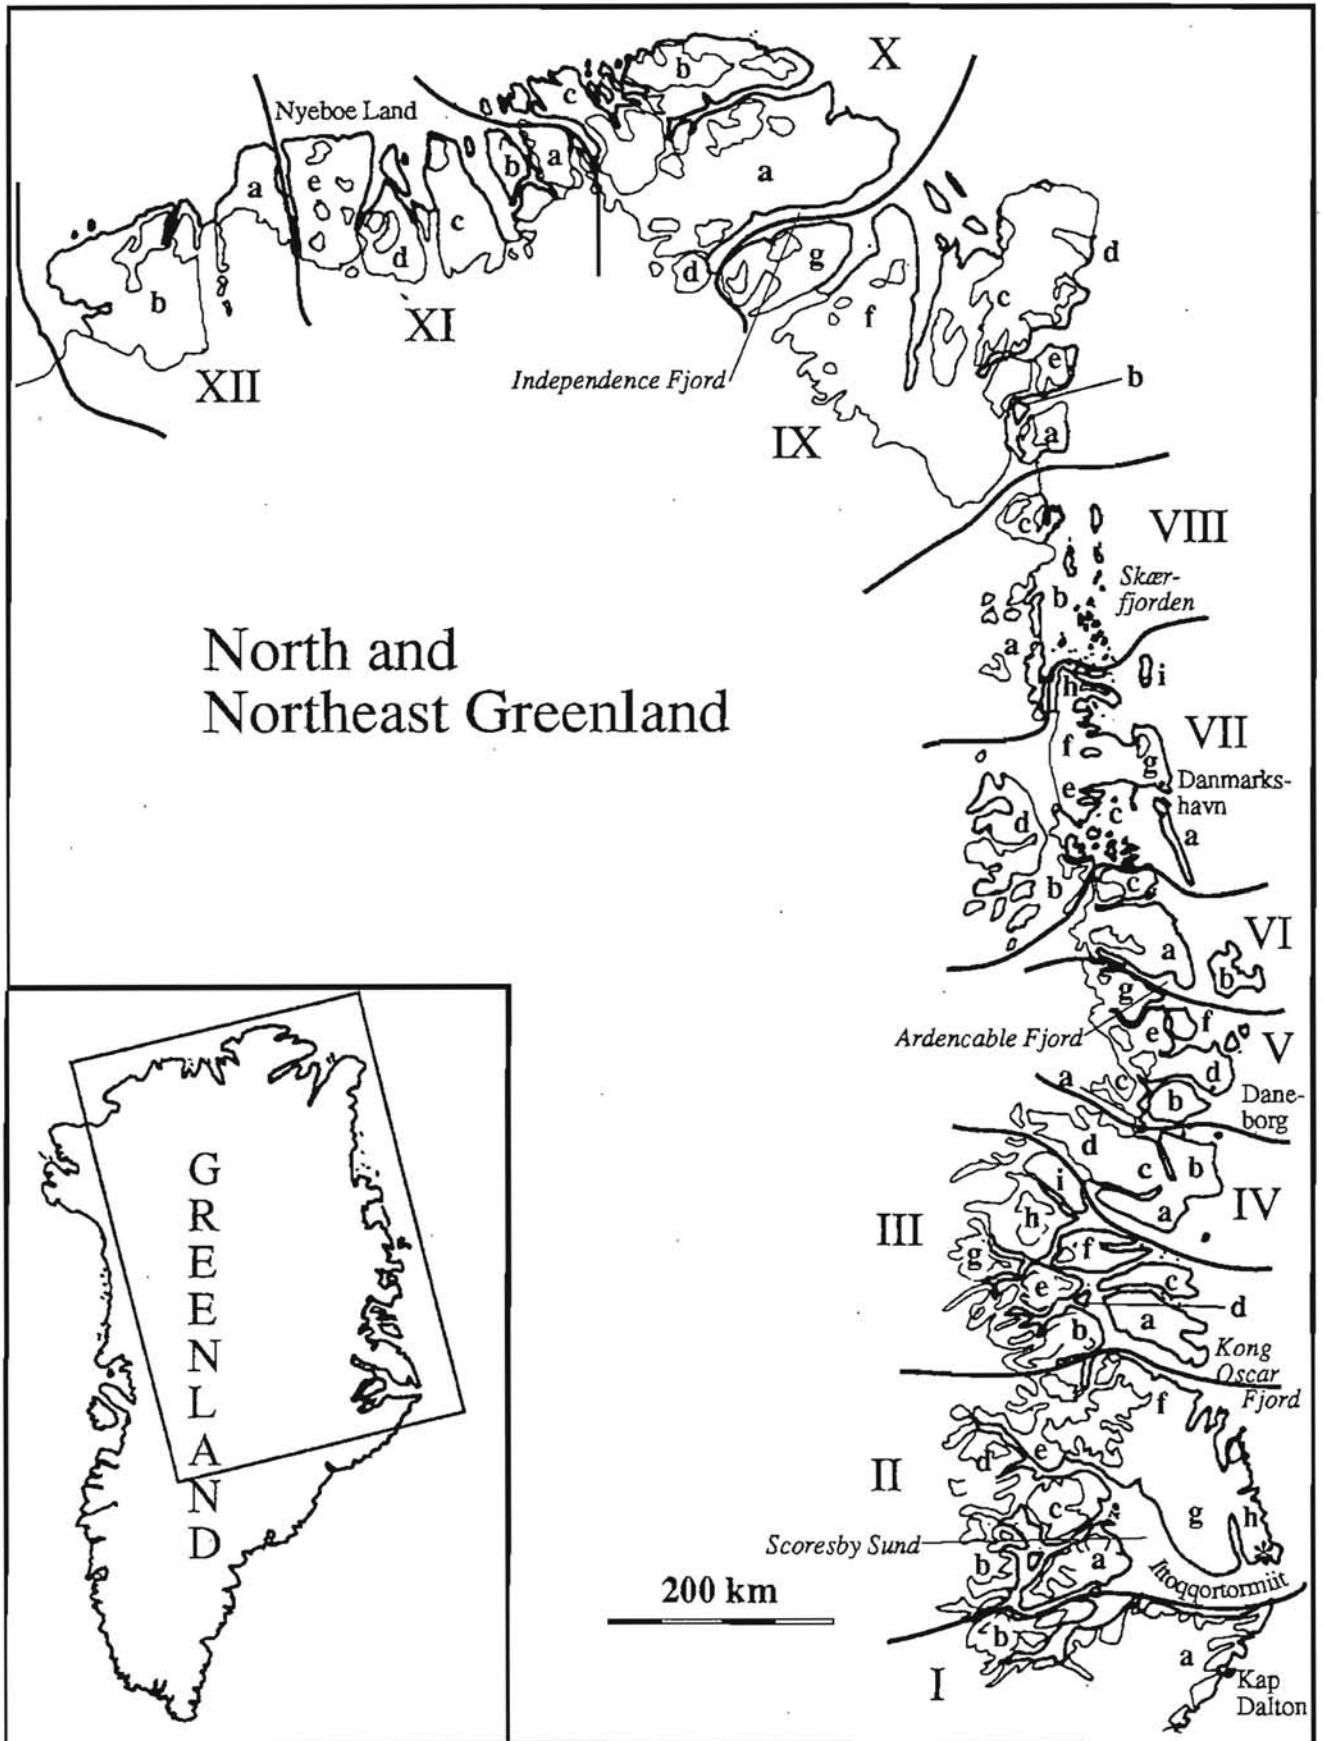 X
b
c
Nyeboe Land
a
e
b
a
a
c
d
b
XI
XII
d
g
f
c
d
e
b
a
Independence Fjord
IX
c
VIII
Skær-
fjorden
b
a
North and
Northeast Greenland
h
i
VII
f
g
Danmarks-
havn
e
c
a
d
b
c
VI
a
b
g
Ardencable Fjord
e
f
V
a
c
d
b
Dane-
borg
d
c
b
IV
i
a
III
h
g
f
c
e
d
a
b
Kong
Oscar
Fjord
f
e
d
II
c
g
h
Scoresby Sund
b
a
Ittoqqortormiit
200 km
b
a
I
Kap
Dalton
G
R
E
E
N
L
A
N
D